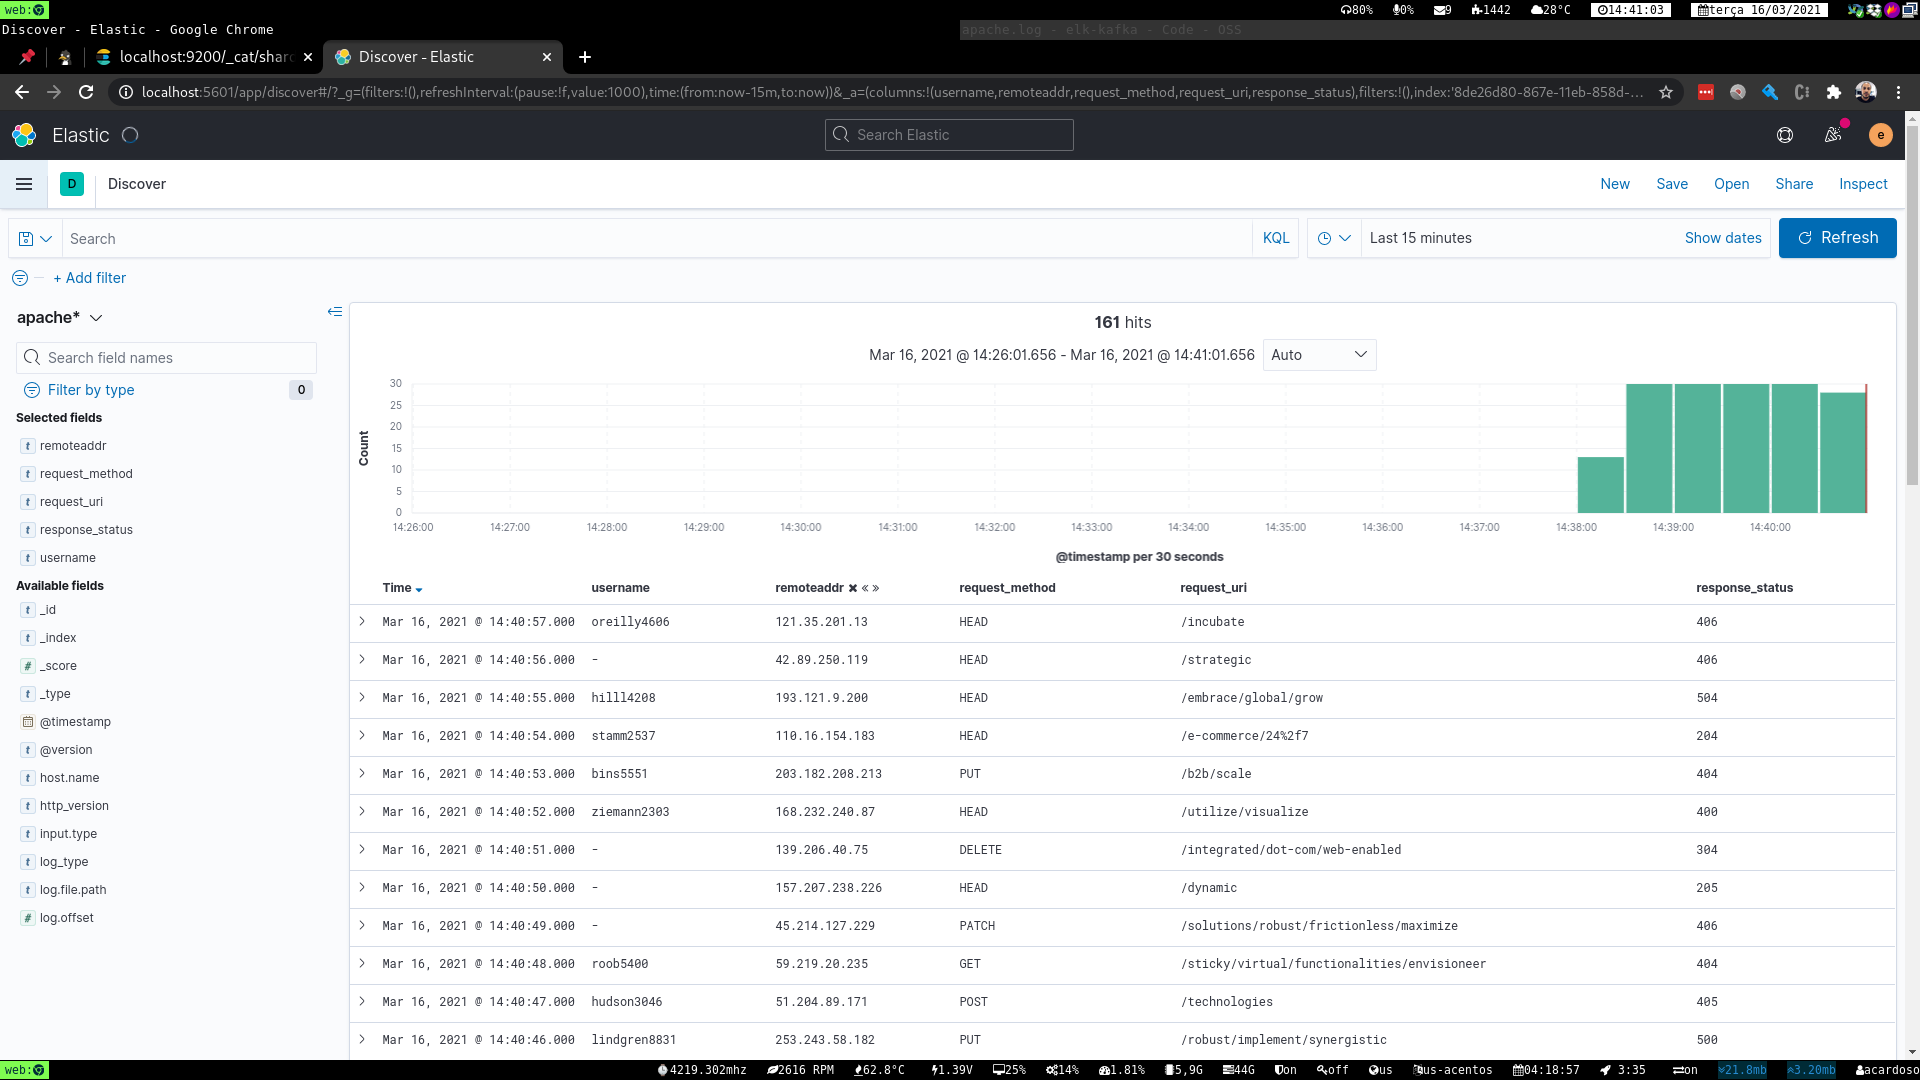 web:
80% 0% 9 1442 28°C 14:41:03 terça 16/03/2021
Discover - Elastic - Google Chrome
apache.log - elk-kafka - Code - OSS
localhost:9200/_cat/shar
Discover - Elastic
localhost:5601/app/discover#/?_g=(filters:!(),refreshInterval:(pause:!f,value:1000),time:(from:now-15m,to:now))&_a=(columns:!(username,remoteaddr,request_method,request_uri,response_status),filters:!(),index:'8de26d80-867e-11eb-858d-...
Elastic
Search Elastic
e
D Discover
New Save Open Share Inspect
Search KQL
Last 15 minutes Show dates
Refresh
+ Add filter
apache*
Search field names
Filter by type 0
Selected fields
t remoteaddr
t request_method
t request_uri
t response_status
t username
Available fields
t _id
t _index
# _score
t _type
@timestamp
t @version
t host.name
t http_version
t input.type
t log_type
t log.file.path
# log.offset
161 hits
Mar 16, 2021 @ 14:26:01.656 - Mar 16, 2021 @ 14:41:01.656 Auto
Count
30
25
20
15
10
5
0
14:26:00 14:27:00 14:28:00 14:29:00 14:30:00 14:31:00 14:32:00 14:33:00 14:34:00 14:35:00 14:36:00 14:37:00 14:38:00 14:39:00 14:40:00
@timestamp per 30 seconds
Time username remoteaddr request_method request_uri response_status
Mar 16, 2021 @ 14:40:57.000 oreilly4606 121.35.201.13 HEAD /incubate 406
Mar 16, 2021 @ 14:40:56.000 - 42.89.250.119 HEAD /strategic 406
Mar 16, 2021 @ 14:40:55.000 hilll4208 193.121.9.200 HEAD /embrace/global/grow 504
Mar 16, 2021 @ 14:40:54.000 stamm2537 110.16.154.183 HEAD /e-commerce/24%2f7 204
Mar 16, 2021 @ 14:40:53.000 bins5551 203.182.208.213 PUT /b2b/scale 404
Mar 16, 2021 @ 14:40:52.000 ziemann2303 168.232.240.87 HEAD /utilize/visualize 400
Mar 16, 2021 @ 14:40:51.000 - 139.206.40.75 DELETE /integrated/dot-com/web-enabled 304
Mar 16, 2021 @ 14:40:50.000 - 157.207.238.226 HEAD /dynamic 205
Mar 16, 2021 @ 14:40:49.000 - 45.214.127.229 PATCH /solutions/robust/frictionless/maximize 406
Mar 16, 2021 @ 14:40:48.000 roob5400 59.219.20.235 GET /sticky/virtual/functionalities/envisioneer 404
Mar 16, 2021 @ 14:40:47.000 hudson3046 51.204.89.171 POST /technologies 405
Mar 16, 2021 @ 14:40:46.000 lindgren8831 253.243.58.182 PUT /robust/implement/synergistic 500
web:
4219.302mhz 2616 RPM 62.8°C 1.39V 25% 14% 1.81% 5,9G 44G on off us us-acentos 04:18:57 3:35 on 21.8mb 3.20mb acardoso